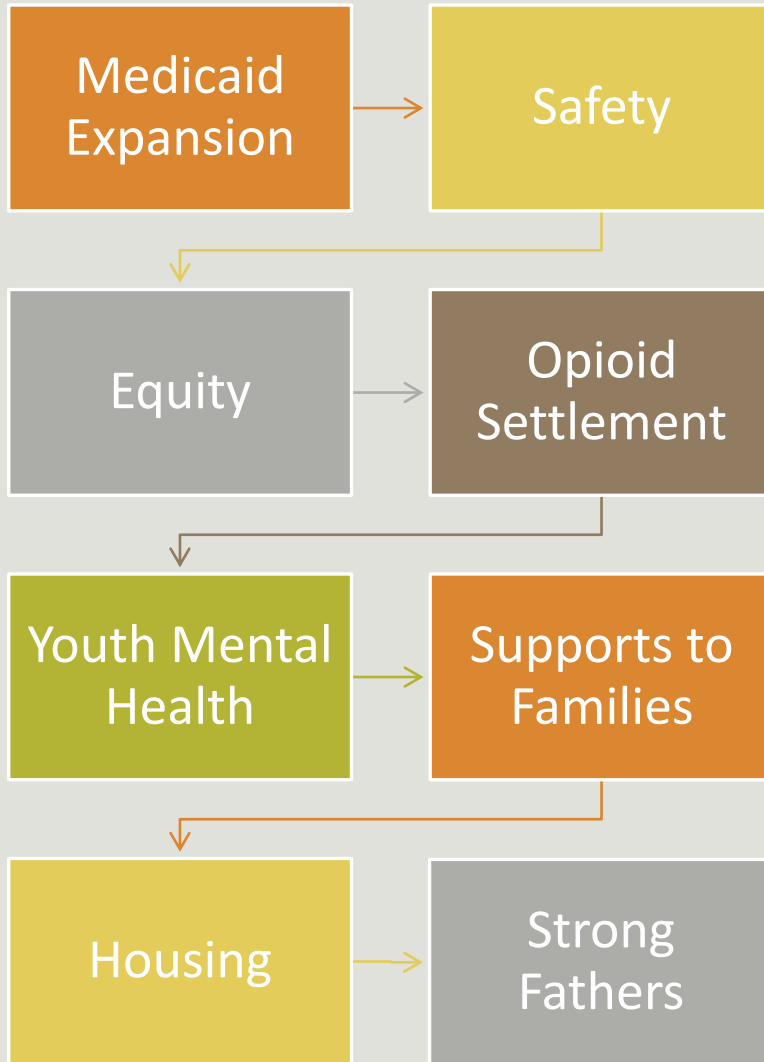 Medicaid
Expansion
Safety
Equity
Opioid
Settlement
Youth Mental
Health
Supports to
Families
Housing
Strong
Fathers